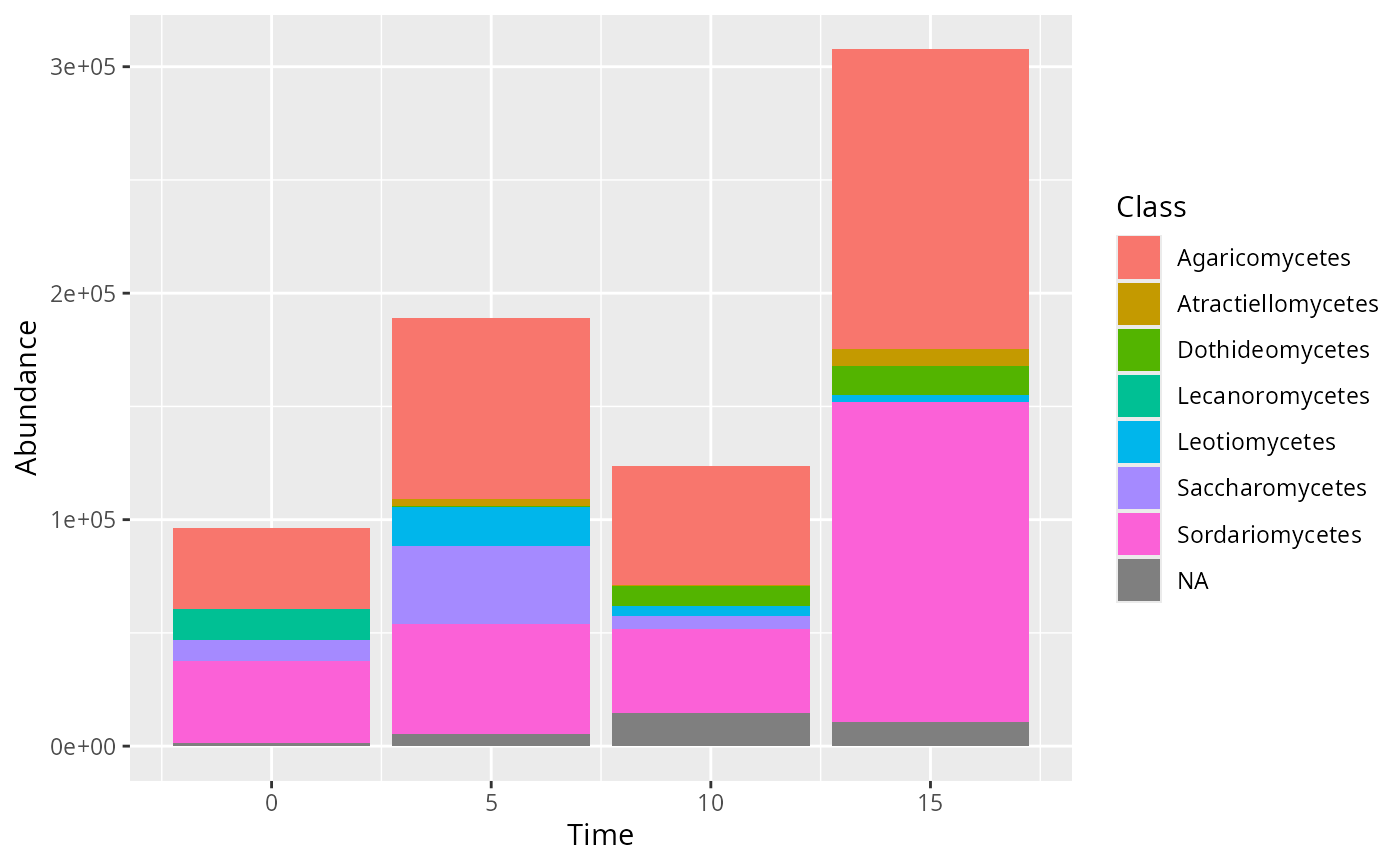 3e+05
2e+05
1e+05
0e+00
Abundance
0 5 10 15
Time
Class
Agaricomycetes
Atractiellomycetes
Dothideomycetes
Lecanoromycetes
Leotiomycetes
Saccharomycetes
Sordariomycetes
NA